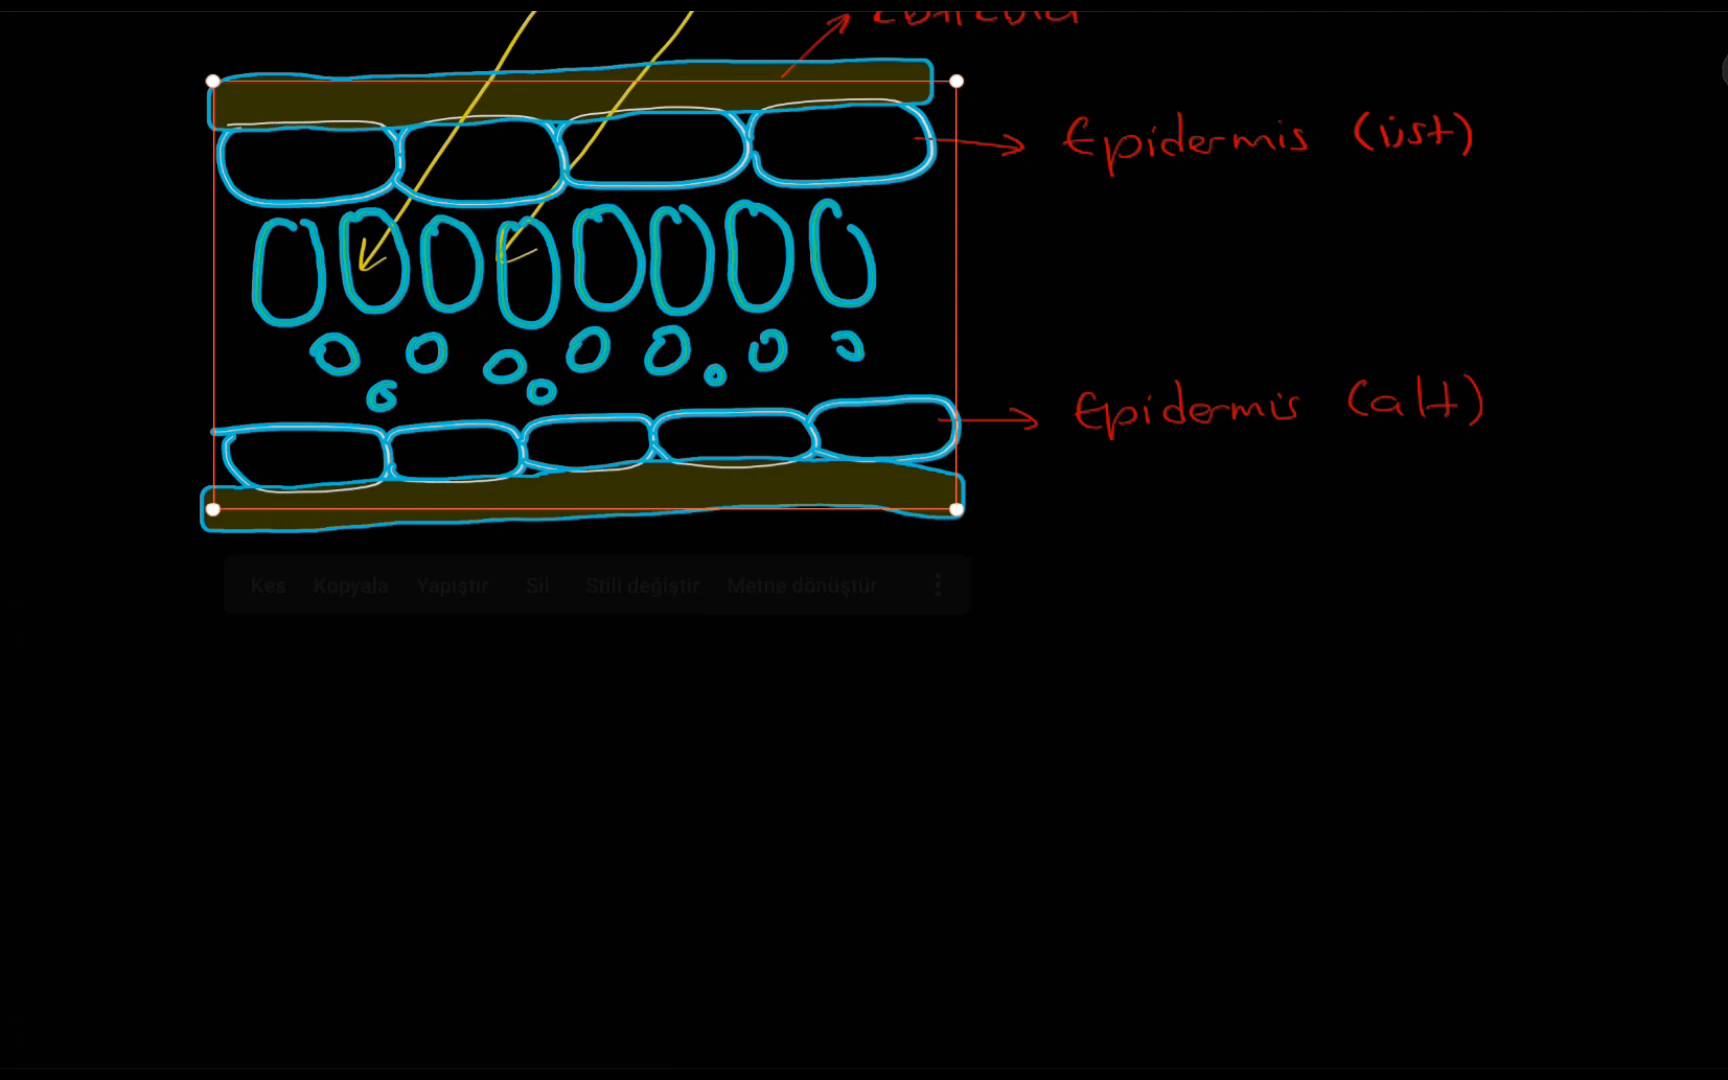 Epidermis (üst)
Epidermis (alt)
Kes Kopyala Yapıştır Sil Stili değiştir Metne dönüştür